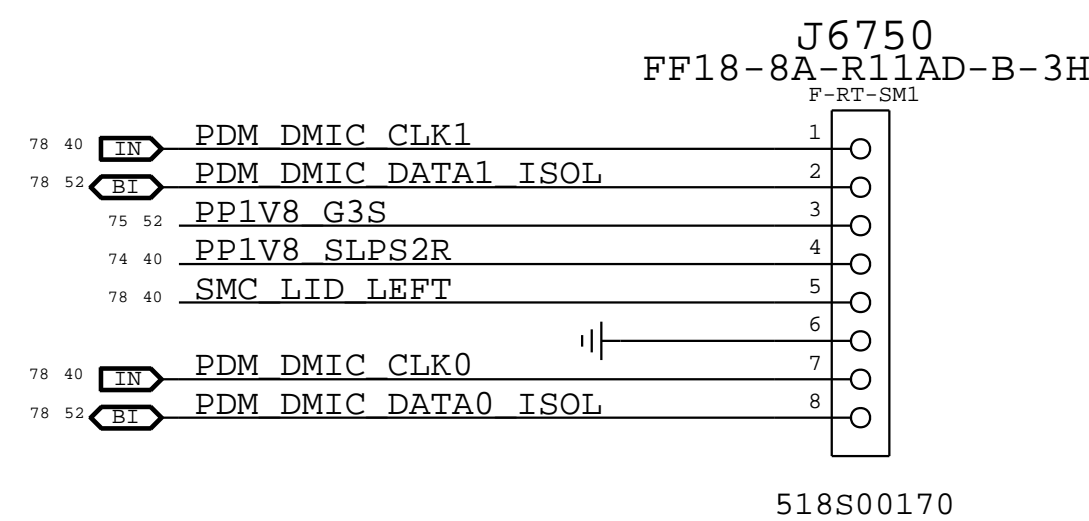 J6750
FF18-8A-R11AD-B-3H
F-RT-SM1
78 40 IN PDM_DMIC_CLK1 1
78 52 BI PDM_DMIC_DATA1_ISOL 2
75 52 PP1V8_G3S 3
74 40 PP1V8_SLPS2R 4
78 40 SMC_LID_LEFT 5
6
78 40 IN PDM_DMIC_CLK0 7
78 52 BI PDM_DMIC_DATA0_ISOL 8
518S00170